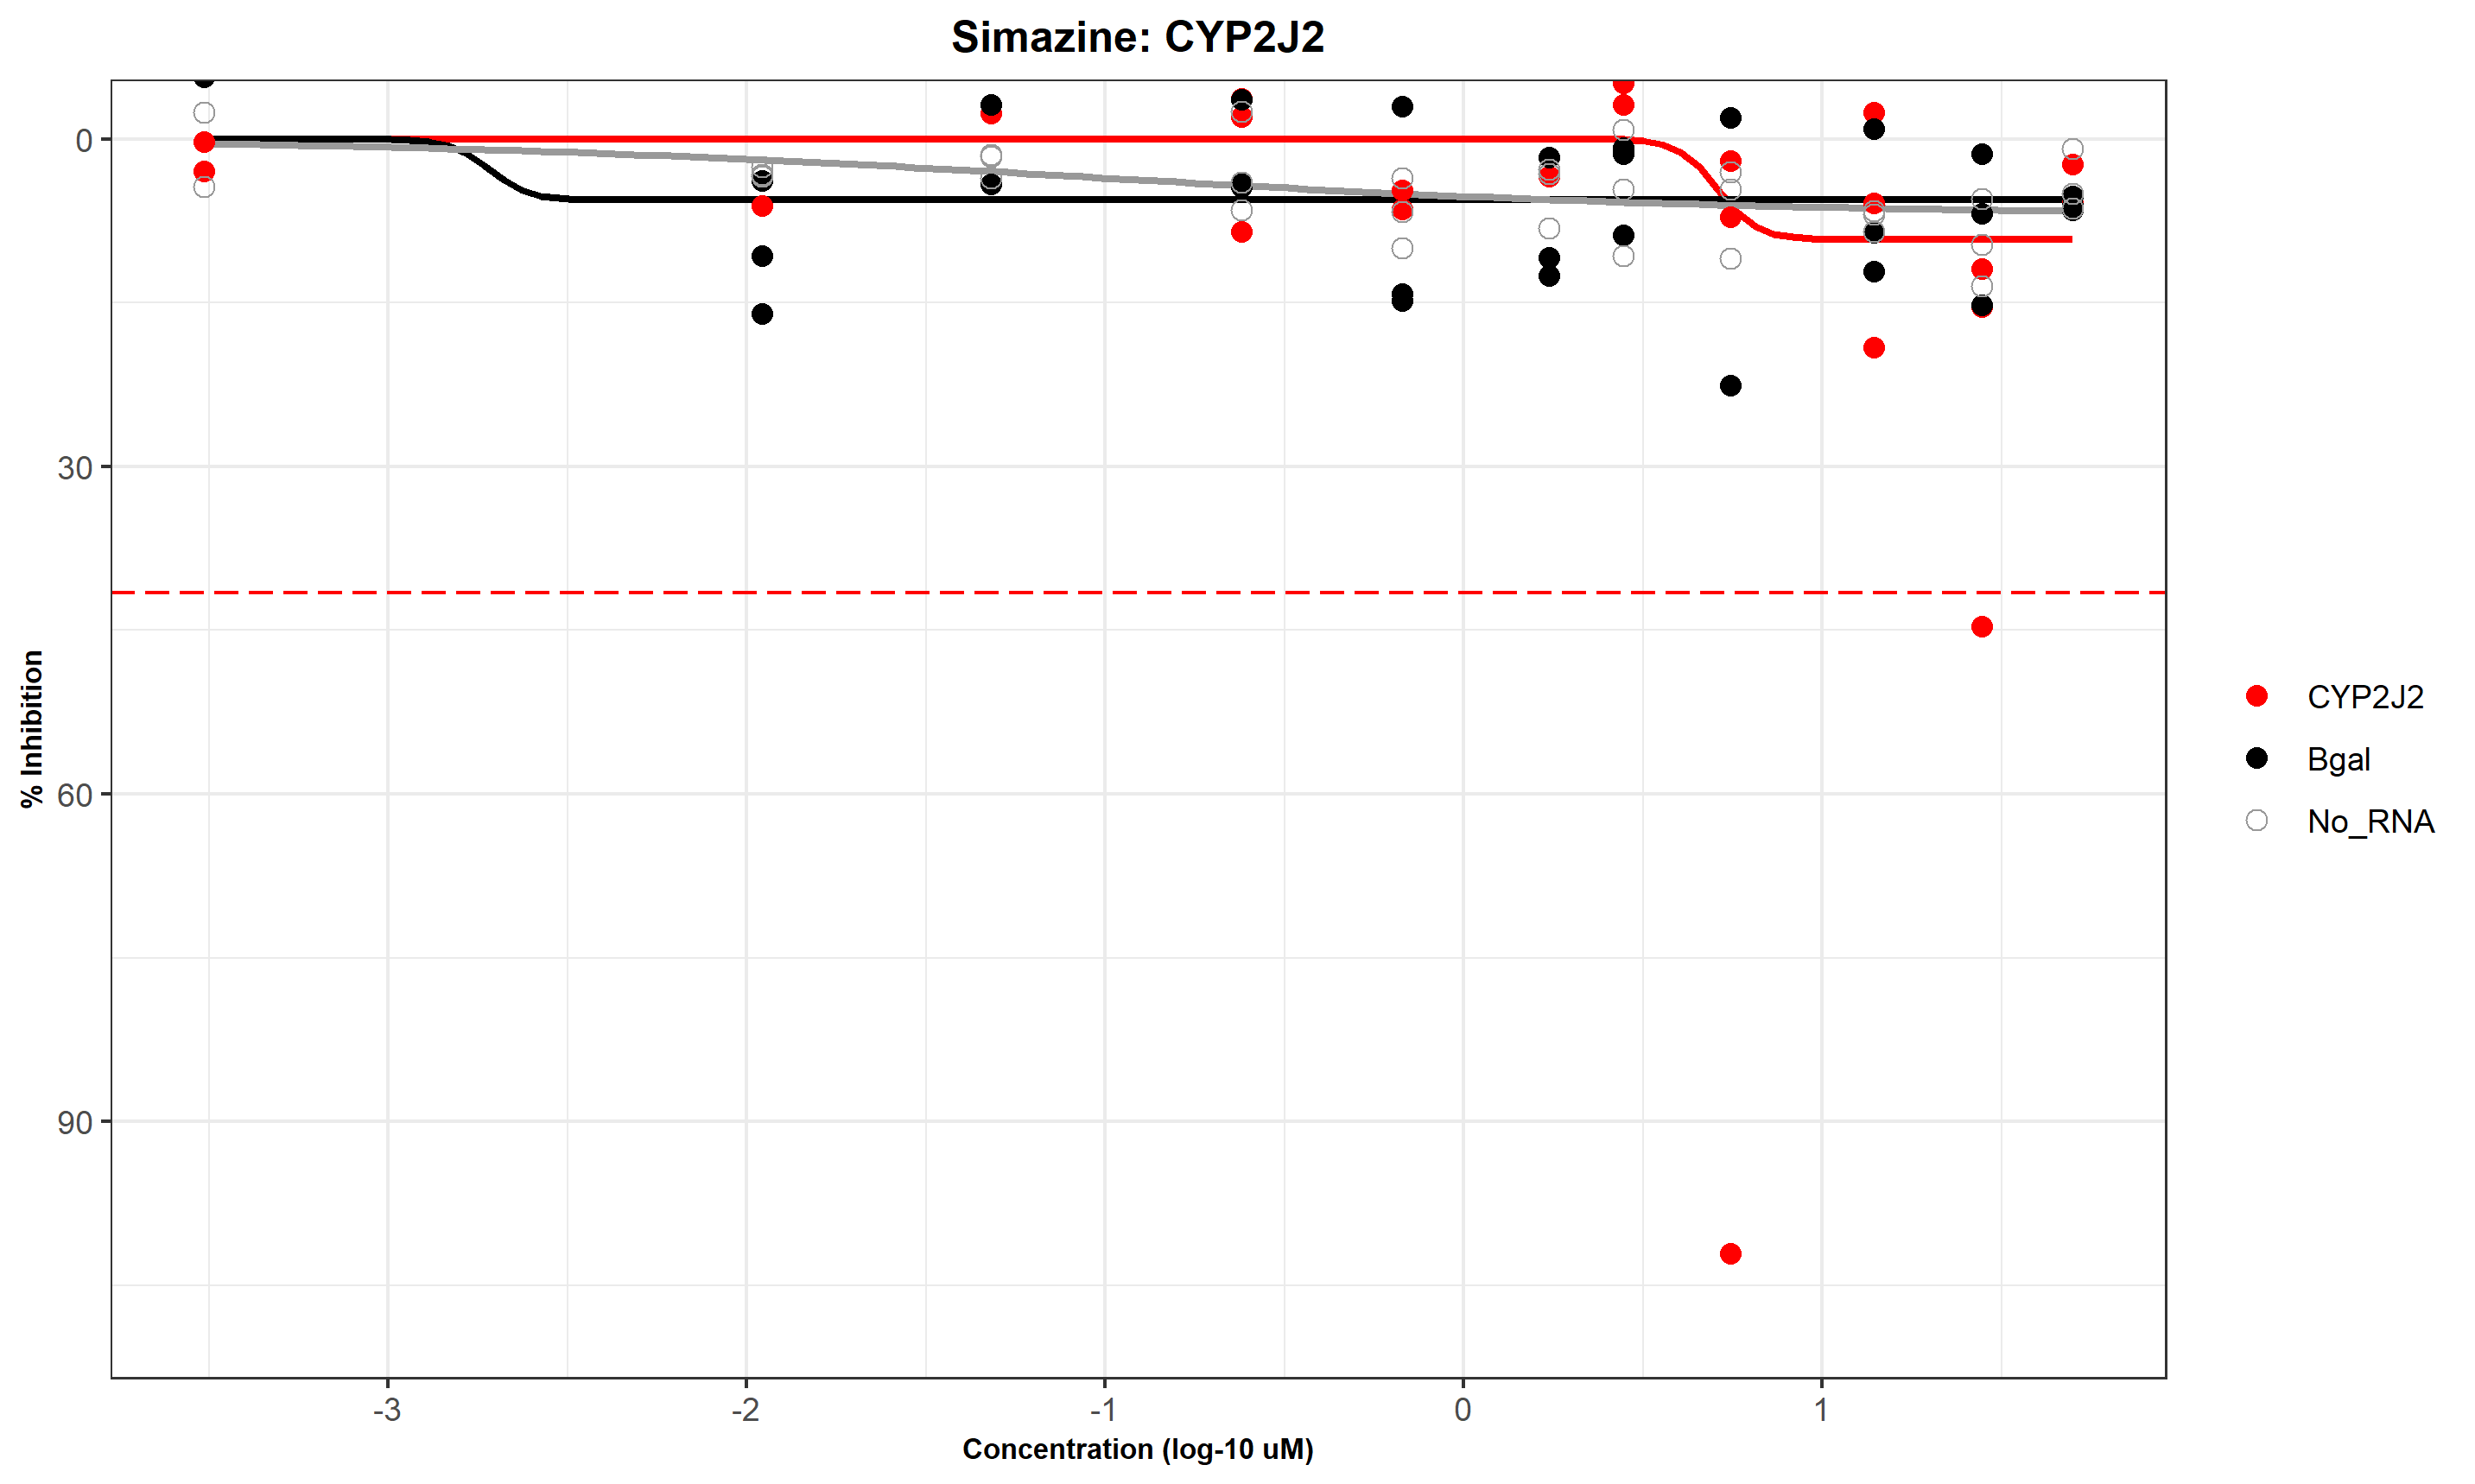 Simazine: CYP2J2
0
30
60
90
% Inhibition
-3
-2
-1
0
1
Concentration (log-10 uM)
CYP2J2
Bgal
No_RNA